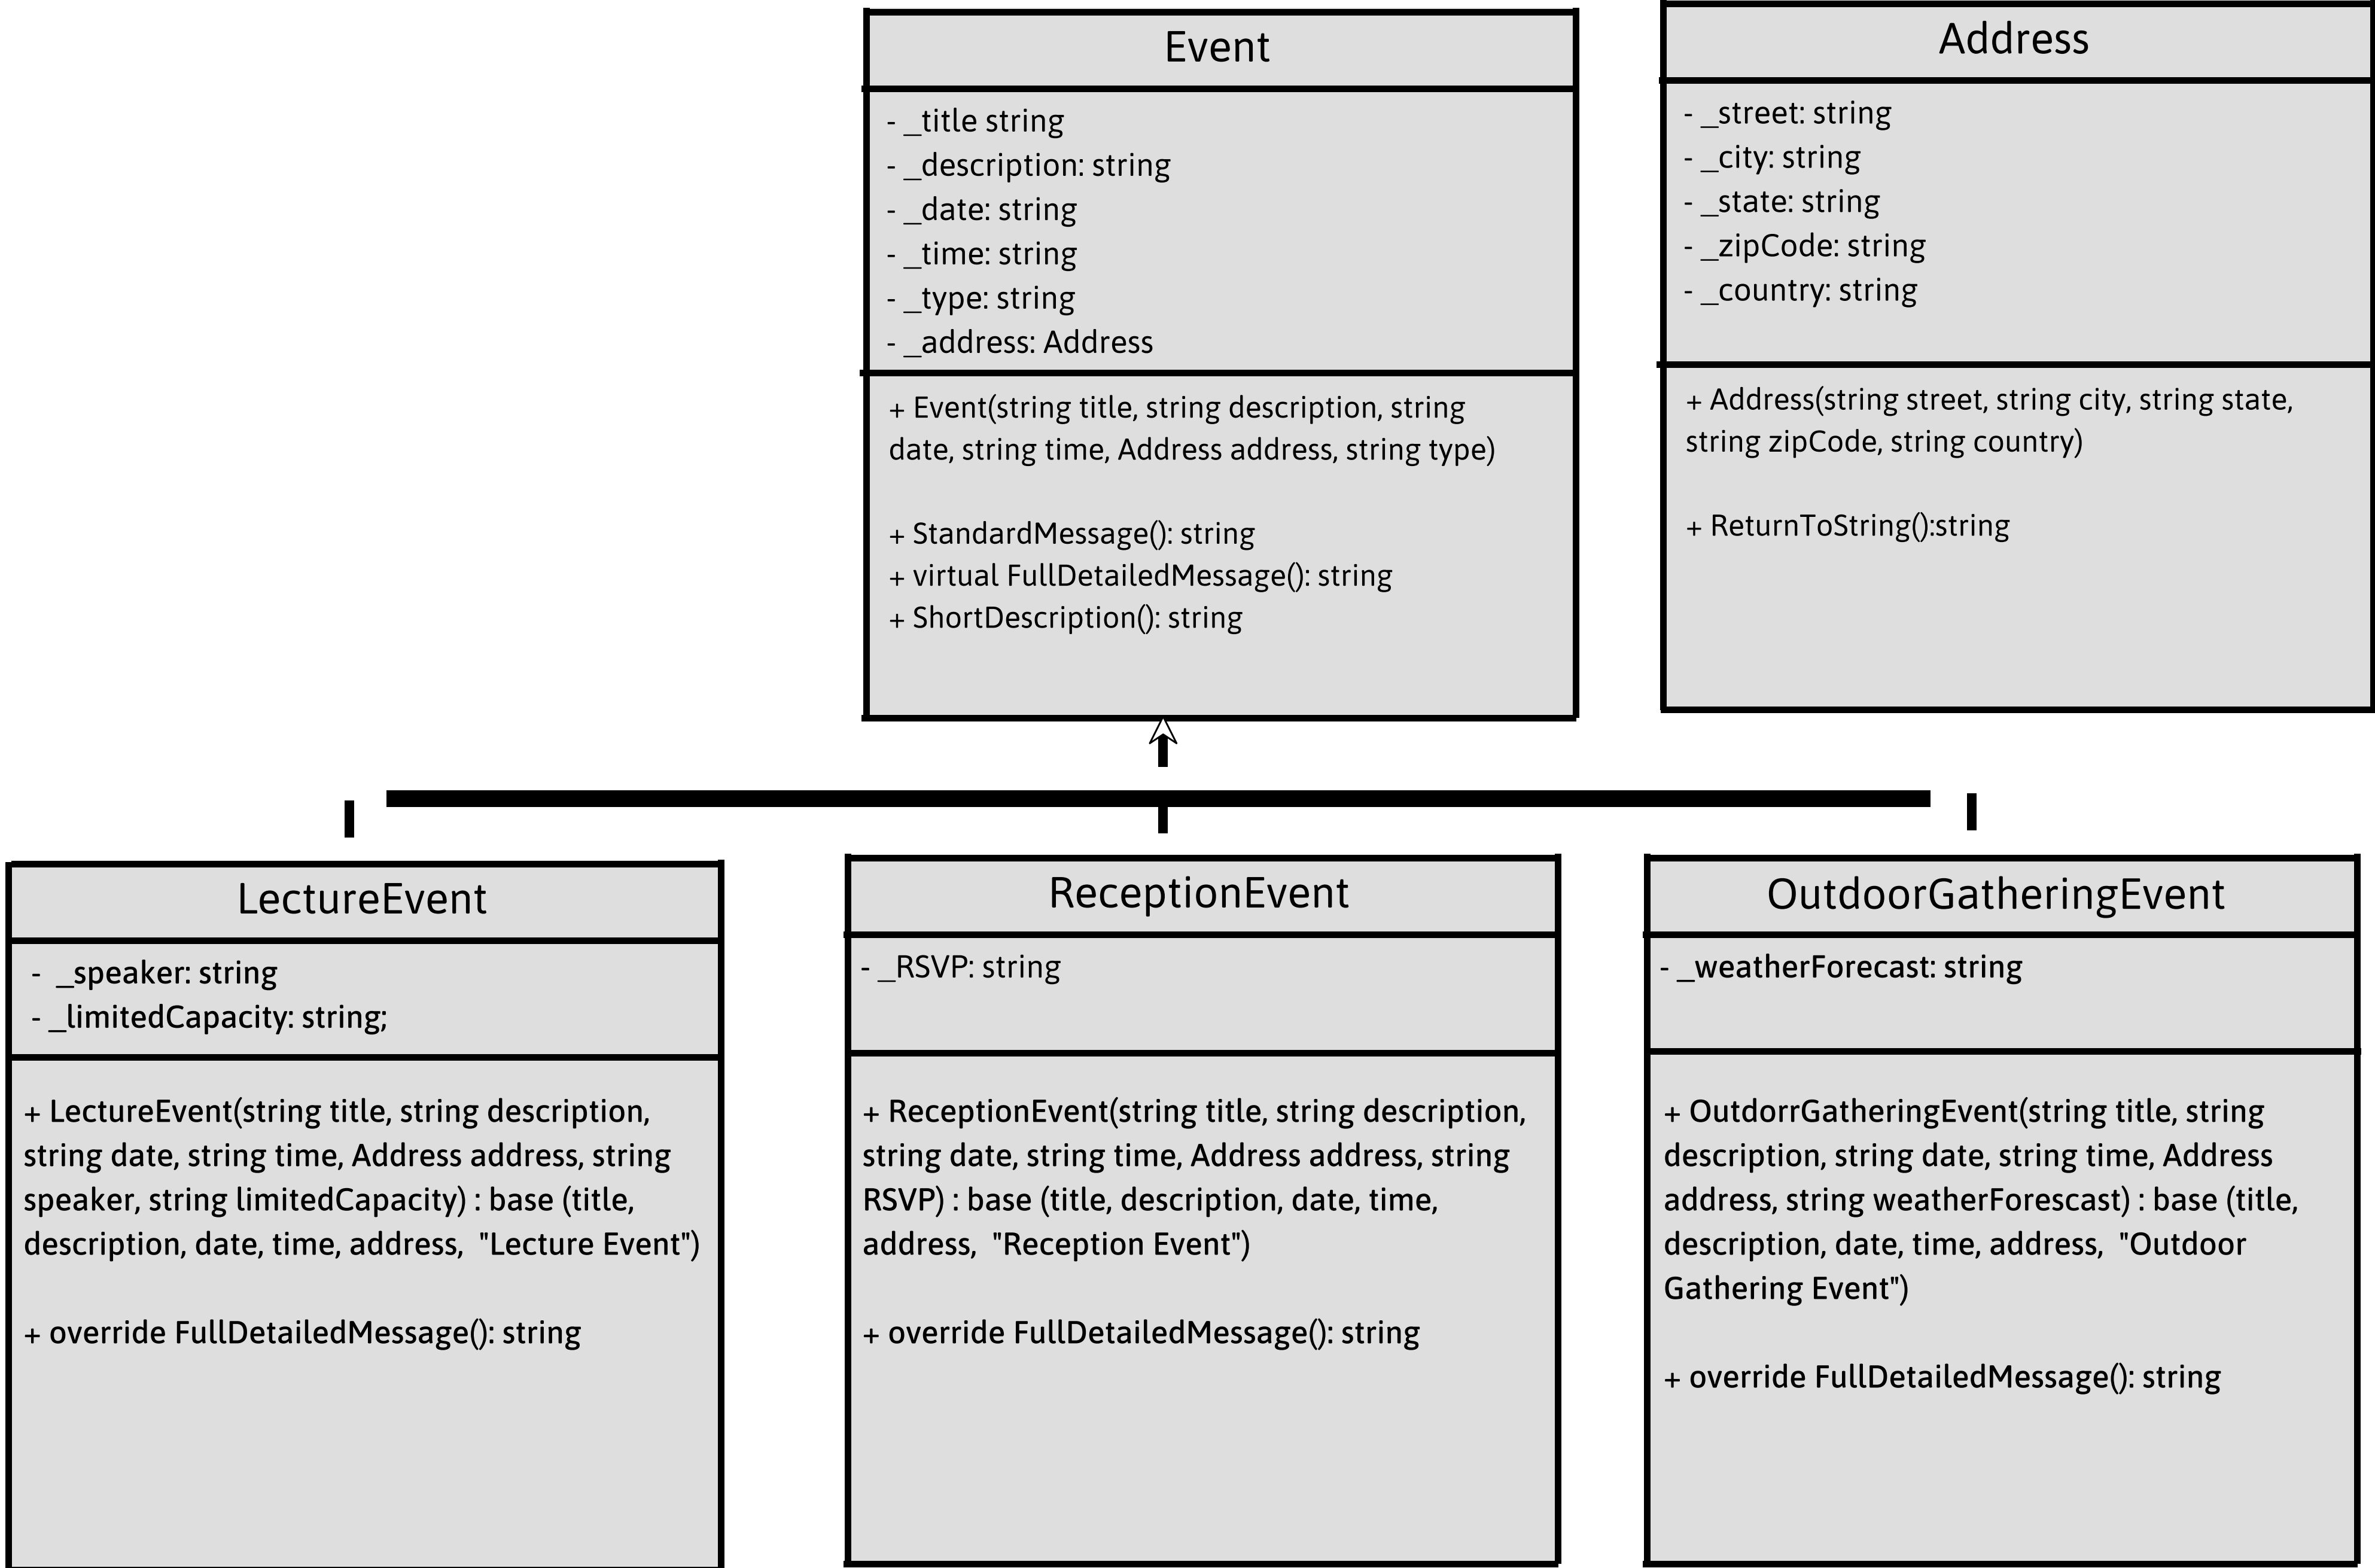 Event
- _title string
- _description: string
- _date: string
- _time: string
- _type: string
- _address: Address
+ Event(string title, string description, string
date, string time, Address address, string type)
+ StandardMessage(): string
+ virtual FullDetailedMessage(): string
+ ShortDescription(): string
Address
- _street: string
- _city: string
- _state: string
- _zipCode: string
- _country: string
+ Address(string street, string city, string state,
string zipCode, string country)
+ ReturnToString():string
LectureEvent
- _speaker: string
- _limitedCapacity: string;
+ LectureEvent(string title, string description,
string date, string time, Address address, string
speaker, string limitedCapacity) : base (title,
description, date, time, address, "Lecture Event")
+ override FullDetailedMessage(): string
ReceptionEvent
- _RSVP: string
+ ReceptionEvent(string title, string description,
string date, string time, Address address, string
RSVP) : base (title, description, date, time,
address, "Reception Event")
+ override FullDetailedMessage(): string
OutdoorGatheringEvent
- _weatherForecast: string
+ OutdorrGatheringEvent(string title, string
description, string date, string time, Address
address, string weatherForescast) : base (title,
description, date, time, address, "Outdoor
Gathering Event")
+ override FullDetailedMessage(): string